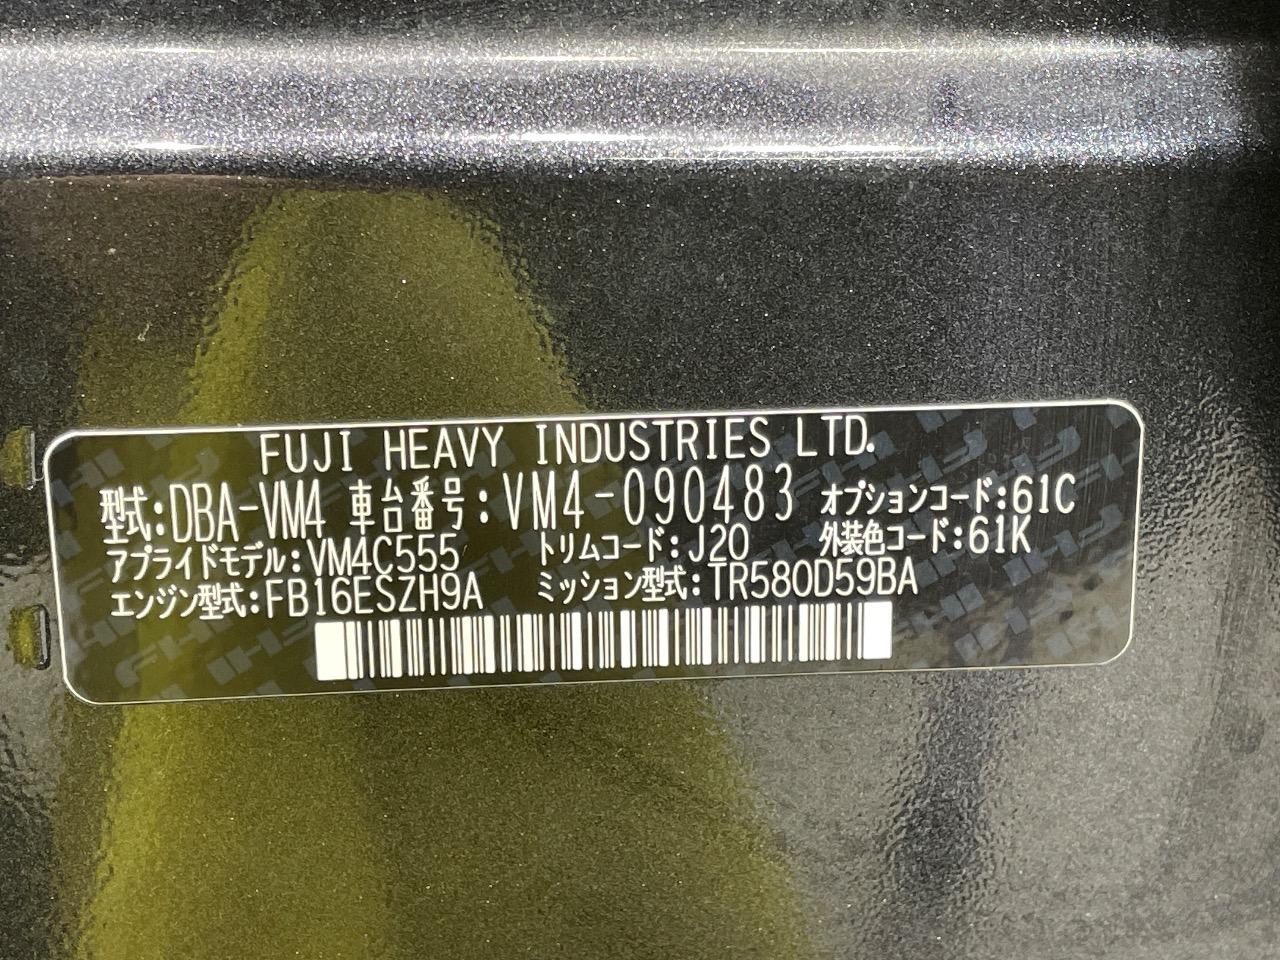 FUJI HEAVY INDUSTRIES LTD.
型式:DBA-VM4 車台番号:VM4-090483 オプションコード:61C
アプライドモデル:VM4C555 トリムコード:J20 外装色コード:61K
エンジン型式:FB16ESZH9A ミッション型式:TR580D59BA